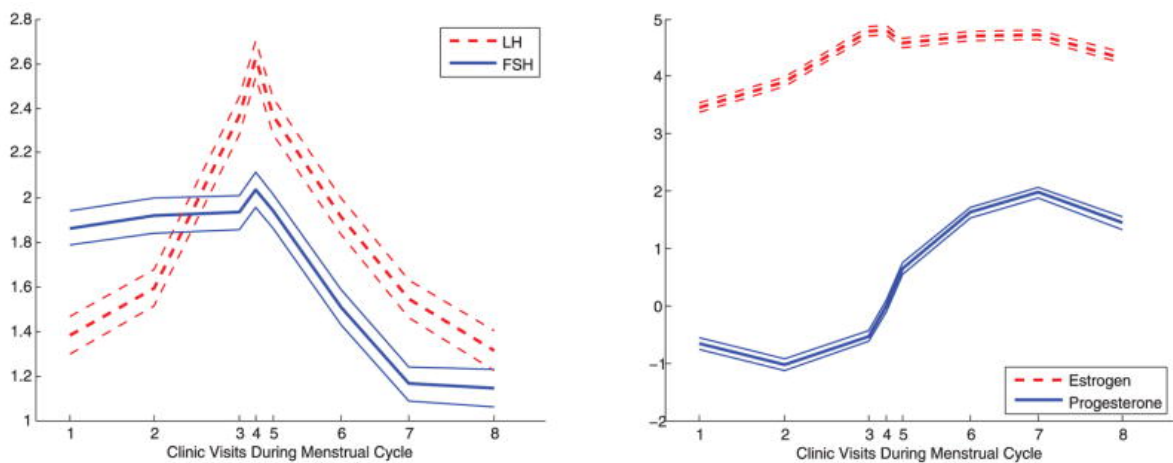 2.8
2.6
2.4
2.2
2
1.8
1.6
1.4
1.2
1
LH
FSH
1 2 3 4 5 6 7 8
Clinic Visits During Menstrual Cycle
5
4
3
2
1
0
−1
−2
Estrogen
Progesterone
1 2 3 4 5 6 7 8
Clinic Visits During Menstrual Cycle